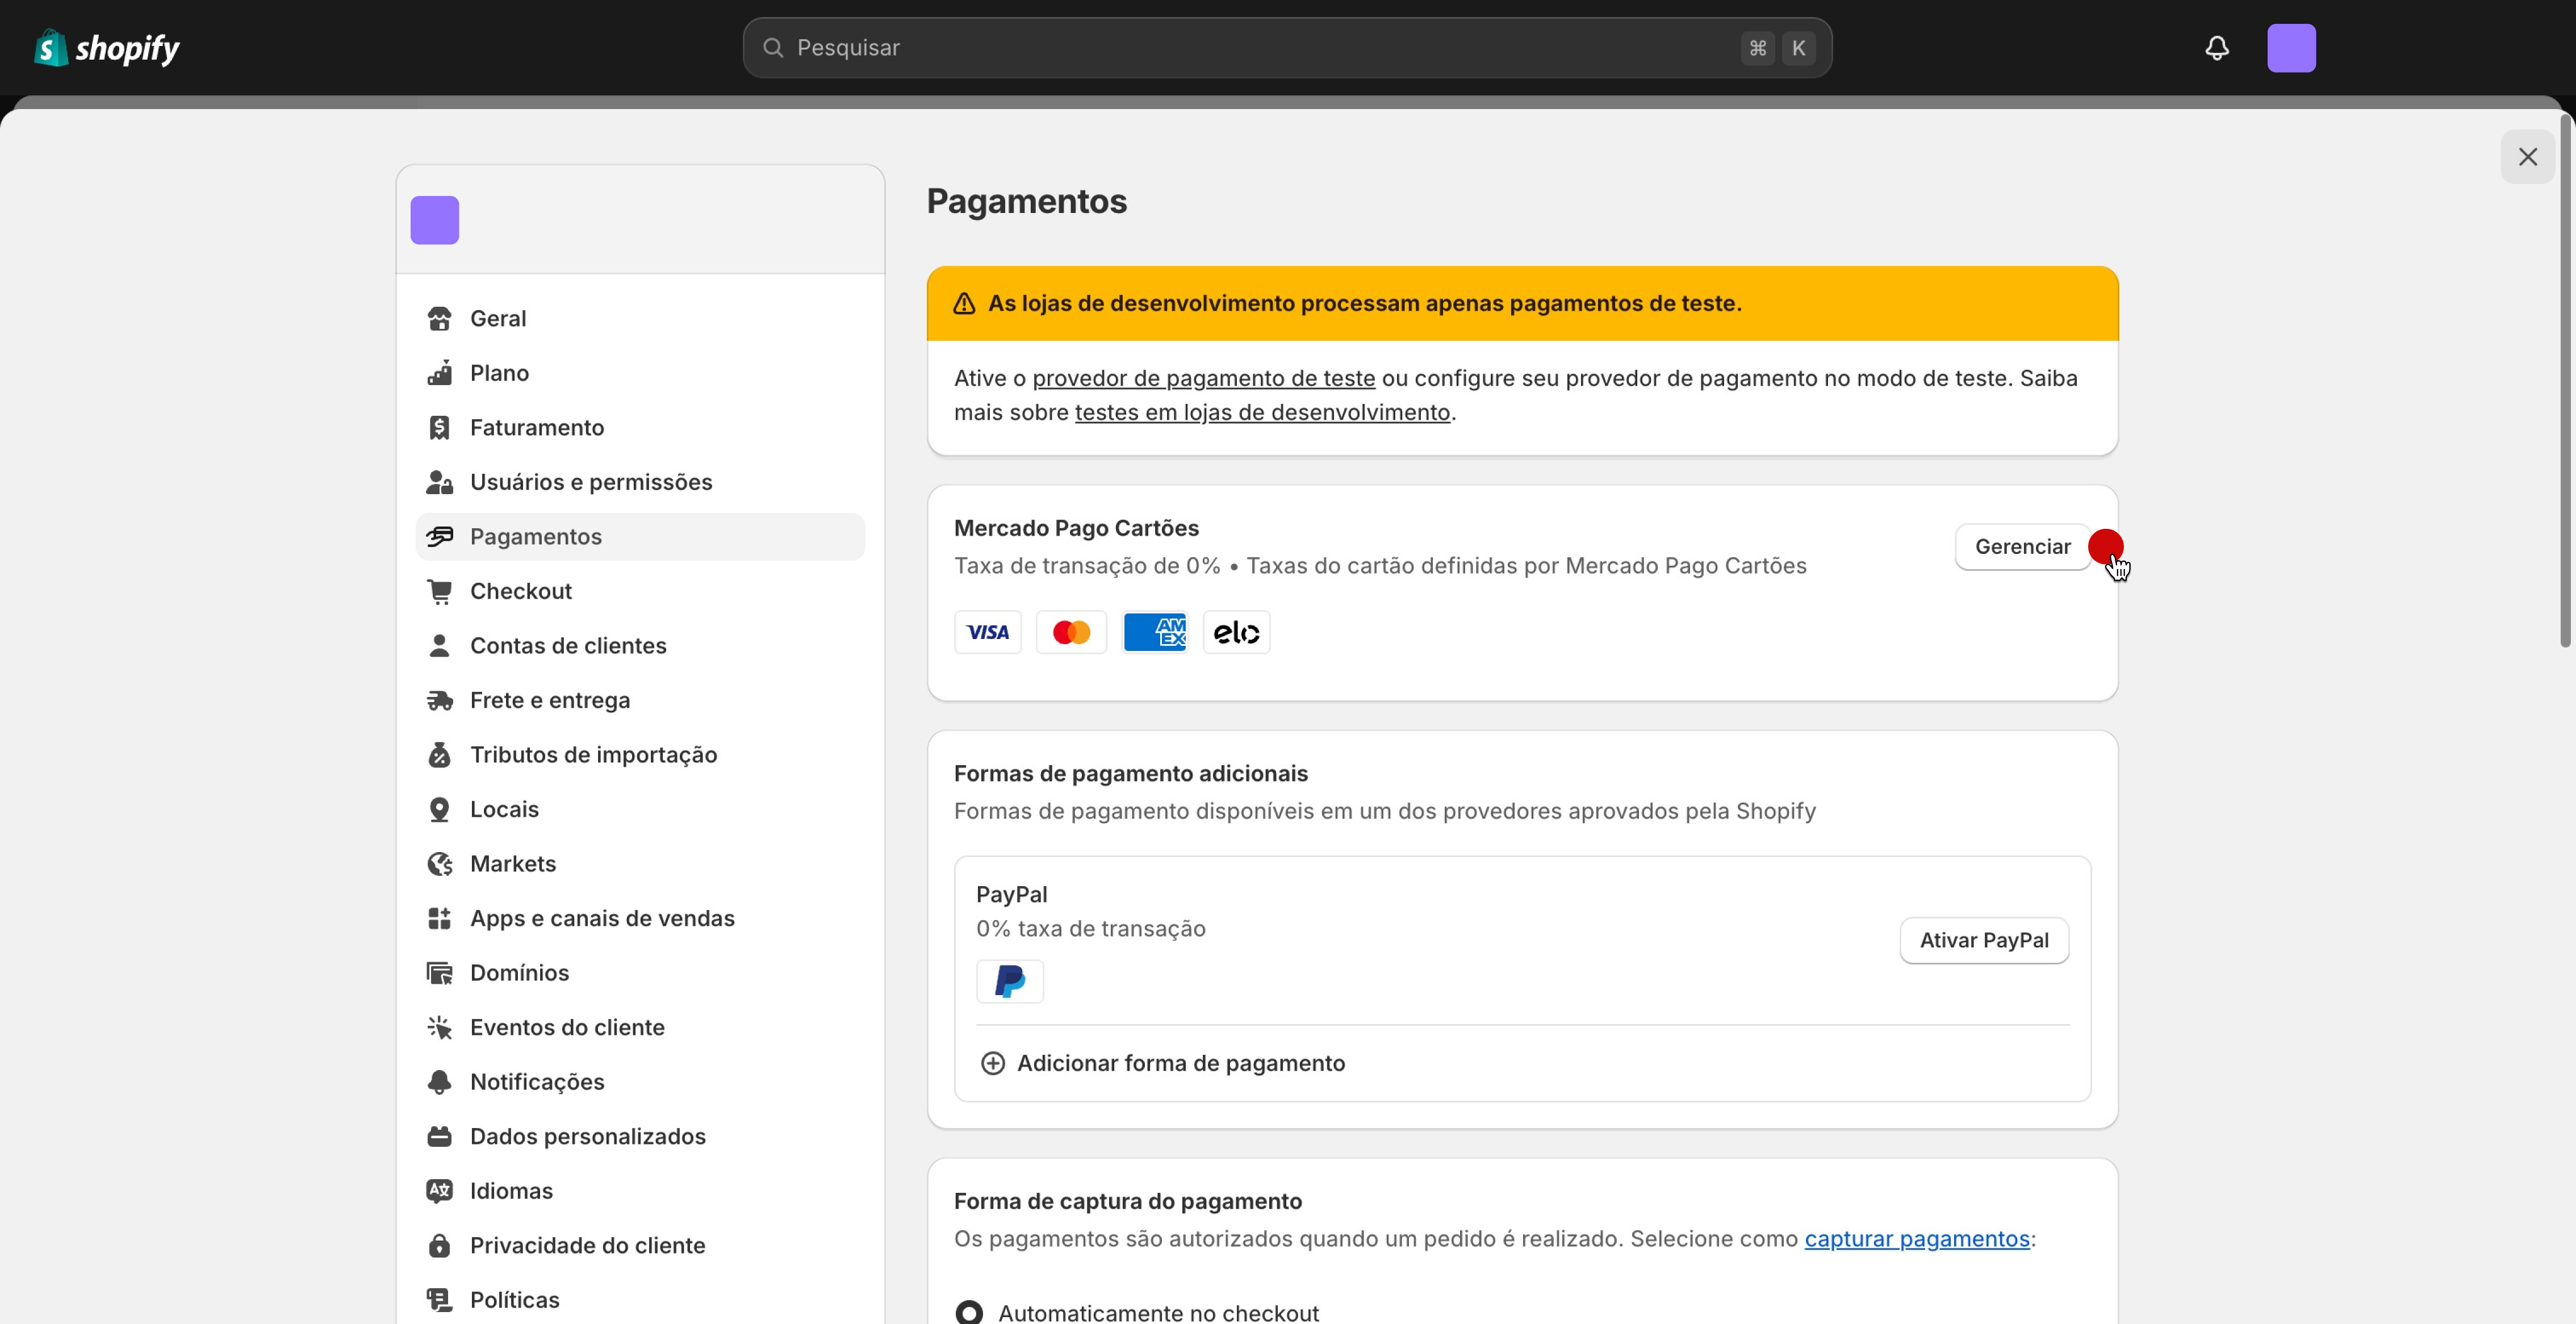 shopify
Pesquisar
⌘ K
Geral
Plano
Faturamento
Usuários e permissões
Pagamentos
Checkout
Contas de clientes
Frete e entrega
Tributos de importação
Locais
Markets
Apps e canais de vendas
Domínios
Eventos do cliente
Notificações
Dados personalizados
Idiomas
Privacidade do cliente
Políticas
Pagamentos
As lojas de desenvolvimento processam apenas pagamentos de teste.
Ative o provedor de pagamento de teste ou configure seu provedor de pagamento no modo de teste. Saiba
mais sobre testes em lojas de desenvolvimento.
Mercado Pago Cartões
Taxa de transação de 0% • Taxas do cartão definidas por Mercado Pago Cartões
Gerenciar
VISA
AM
EX
elo
Formas de pagamento adicionais
Formas de pagamento disponíveis em um dos provedores aprovados pela Shopify
PayPal
0% taxa de transação
Ativar PayPal
Adicionar forma de pagamento
Forma de captura do pagamento
Os pagamentos são autorizados quando um pedido é realizado. Selecione como capturar pagamentos:
Automaticamente no checkout